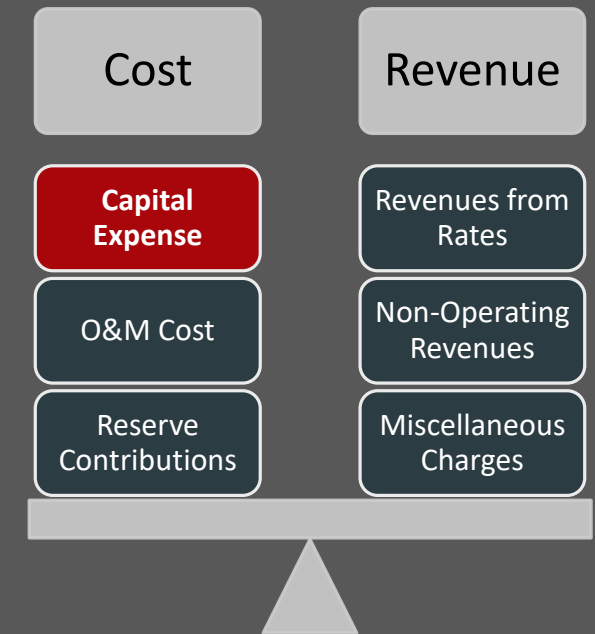 Cost
Revenue
Capital
Expense
Revenues from
Rates
O&M Cost
Non-Operating
Revenues
Reserve
Contributions
Miscellaneous
Charges